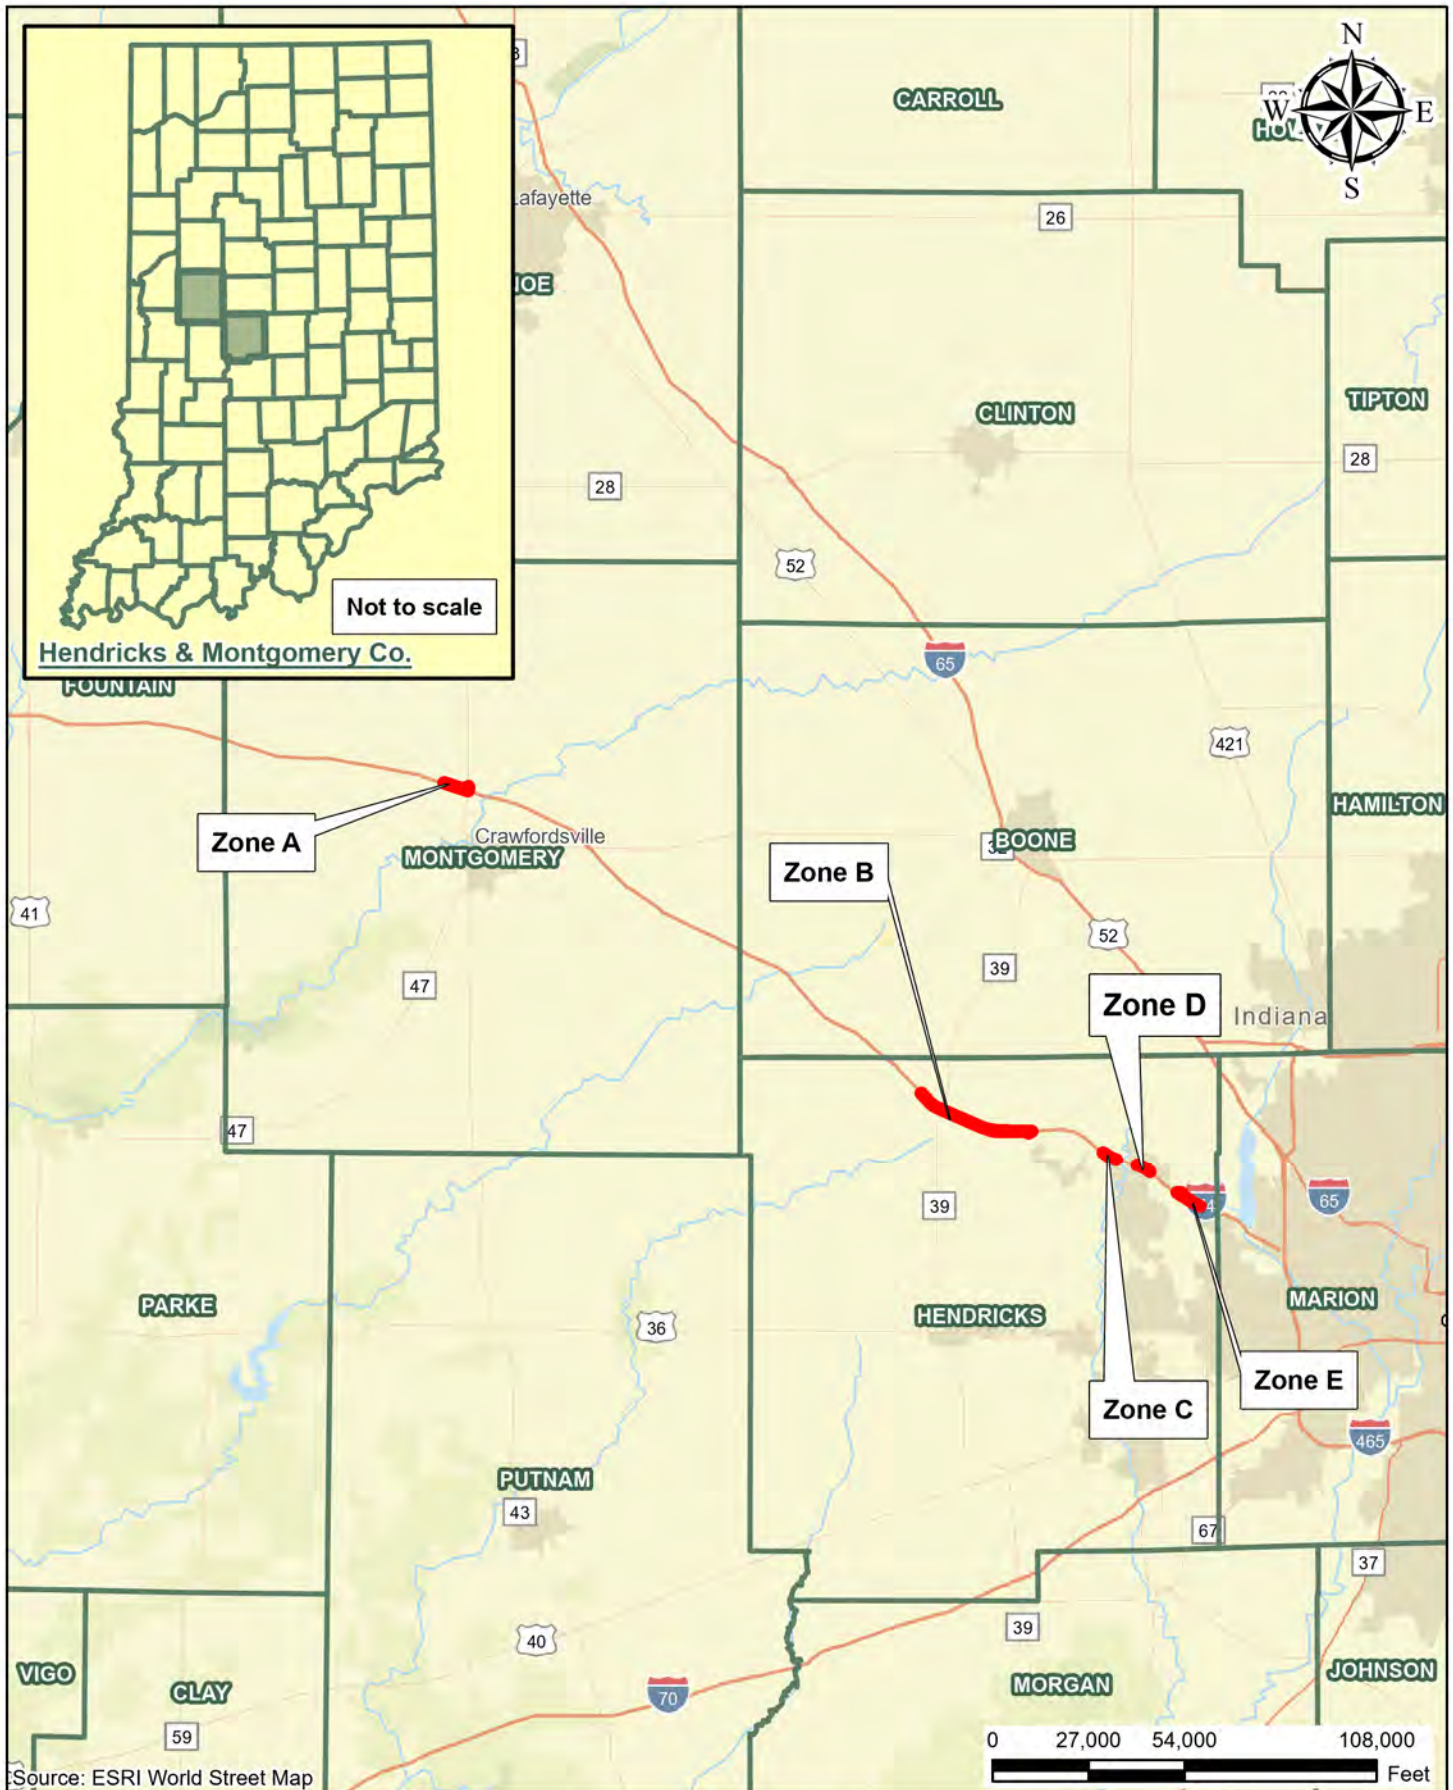 N
W
E
S
CARROLL
26
Lafayette
28
CLINTON
TIPTON
28
52
Not to scale
Hendricks & Montgomery Co.
FOUNTAIN
65
421
HAMILTON
Zone A
Crawfordsville
MONTGOMERY
BOONE
Zone B
41
52
39
47
Zone D
Indiana
47
39
65
PARKE
HENDRICKS
MARION
36
Zone E
Zone C
465
PUTNAM
43
67
37
39
40
VIGO
CLAY
MORGAN
JOHNSON
70
59
0 27,000 54,000 108,000
Feet
Source: ESRI World Street Map